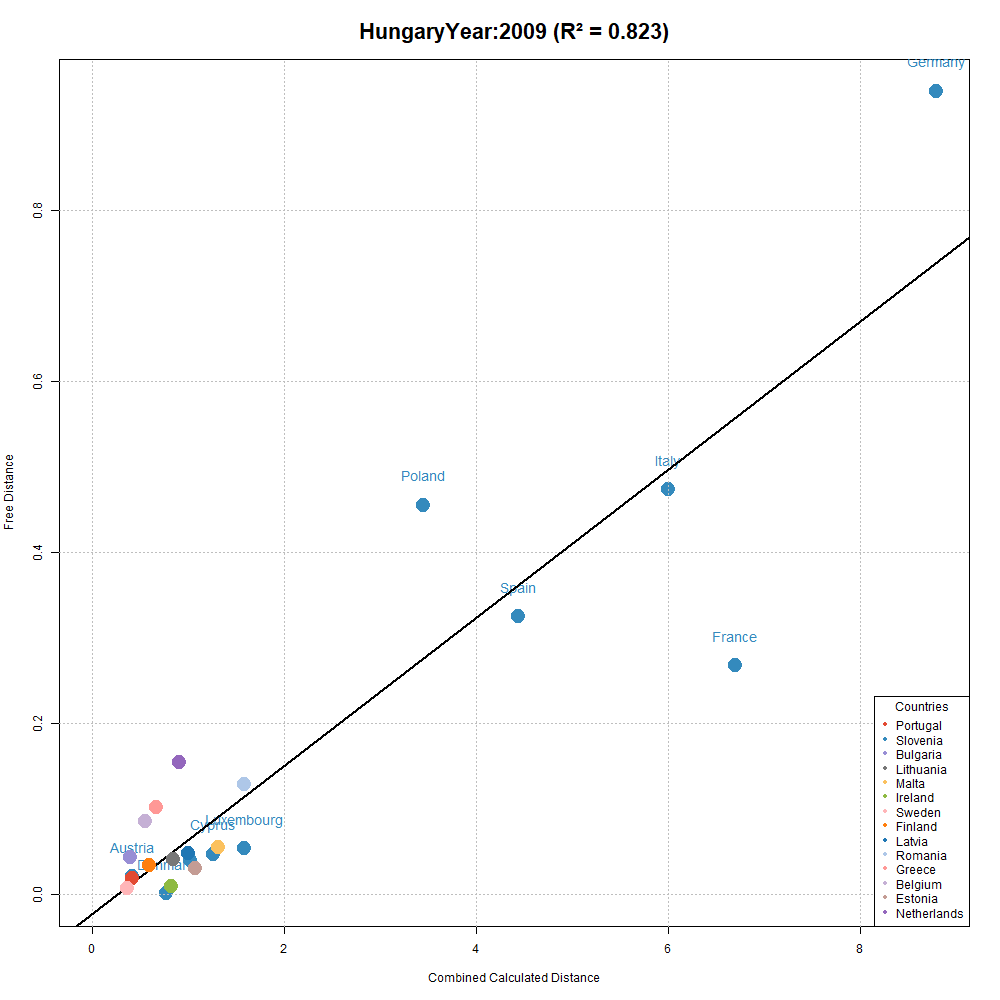 HungaryYear:2009 (R² = 0.823)
Germany
Poland
Italy
Spain
France
Luxembourg
Cyprus
Austria
Denmark
Free Distance
0.0
0.2
0.4
0.6
0.8
0
2
4
6
8
Combined Calculated Distance
Countries
Portugal
Slovenia
Bulgaria
Lithuania
Malta
Ireland
Sweden
Finland
Latvia
Romania
Greece
Belgium
Estonia
Netherlands